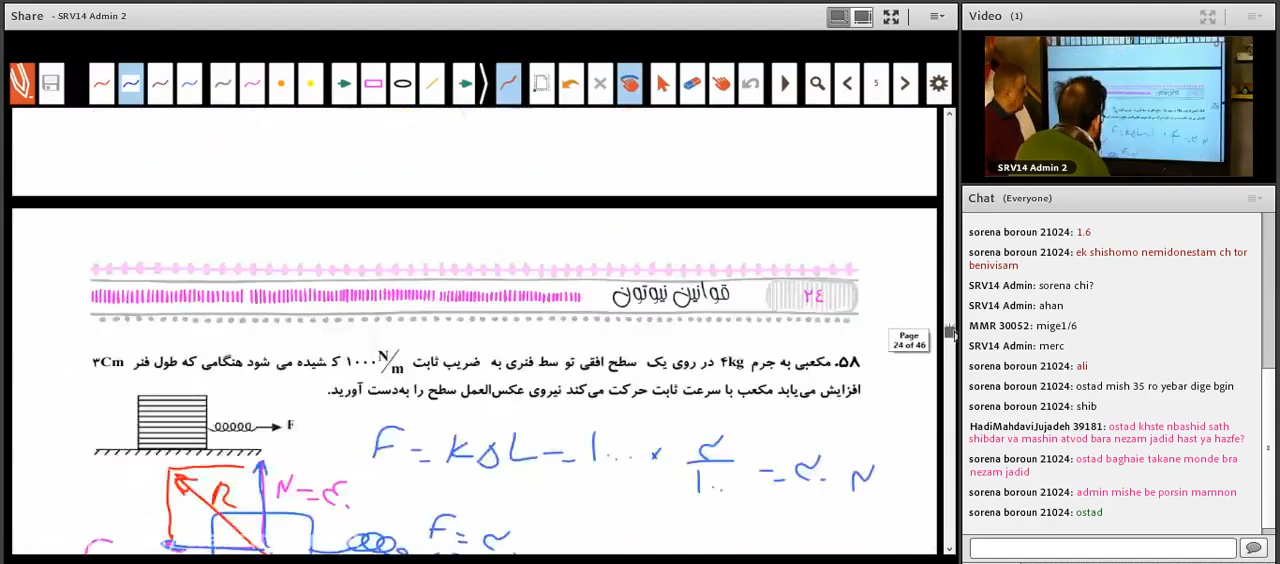 Share - SRV14 Admin 2
5
قوانین نیوتون
۲۴
Page
24 of 46
۵۸. مکعبی به جرم ۴kg در روی یک سطح افقی تو سط فنری به ضریب ثابت ۱۰۰۰ N/m ک شیده می شود هنگامی که طول فنر ۳Cm
افزایش می‌یابد مکعب با سرعت ثابت حرکت می‌کند نیروی عکس‌العمل سطح را به‌دست آورید.
F
R
Video (1)
SRV14 Admin 2
Chat (Everyone)
sorena boroun 21024: 1.6
sorena boroun 21024: ek shishomo nemidonestam ch tor
benivisam
SRV14 Admin: sorena chi?
SRV14 Admin: ahan
MMR 30052: mige1/6
SRV14 Admin: merc
sorena boroun 21024: ali
sorena boroun 21024: ostad mish 35 ro yebar dige bgin
sorena boroun 21024: shib
HadiMahdaviJujadeh 39181: ostad khste nbashid sath
shibdar va mashin atvod bara nezam jadid hast ya hazfe?
sorena boroun 21024: ostad baghaie takane monde bra
nezam jadid
sorena boroun 21024: admin mishe be porsin mamnon
sorena boroun 21024: ostad